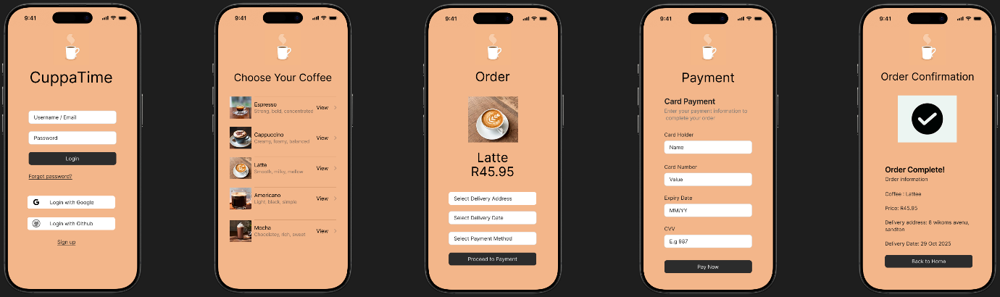 9:41
CuppaTime
Username / Email
Password
Login
Forgot password?
G Login with Google
Login with Github
Sign up
9:41
Choose Your Coffee
Espresso
Strong, bold, concentrated
View
Cappuccino
Creamy, foamy, balanced
View
Latte
Smooth, milky, mellow
View
Americano
Light, black, simple
View
Mocha
Chocolatey, rich, sweet
View
9:41
Order
Latte
R45.95
Select Delivery Address
Select Delivery Date
Select Payment Method
Proceed to Payment
9:41
Payment
Card Payment
Enter your payment information to
complete your order
Card Holder
Name
Card Number
Value
Expiry Date
MM/YY
CVV
E.g 987
Pay Now
9:41
Order Confirmation
Order Complete!
Order information
Coffee : Lattee
Price: R45.95
Delivery address: 8 wikoms avenu,
sandton
Delivery Date: 29 Oct 2025
Back to Home